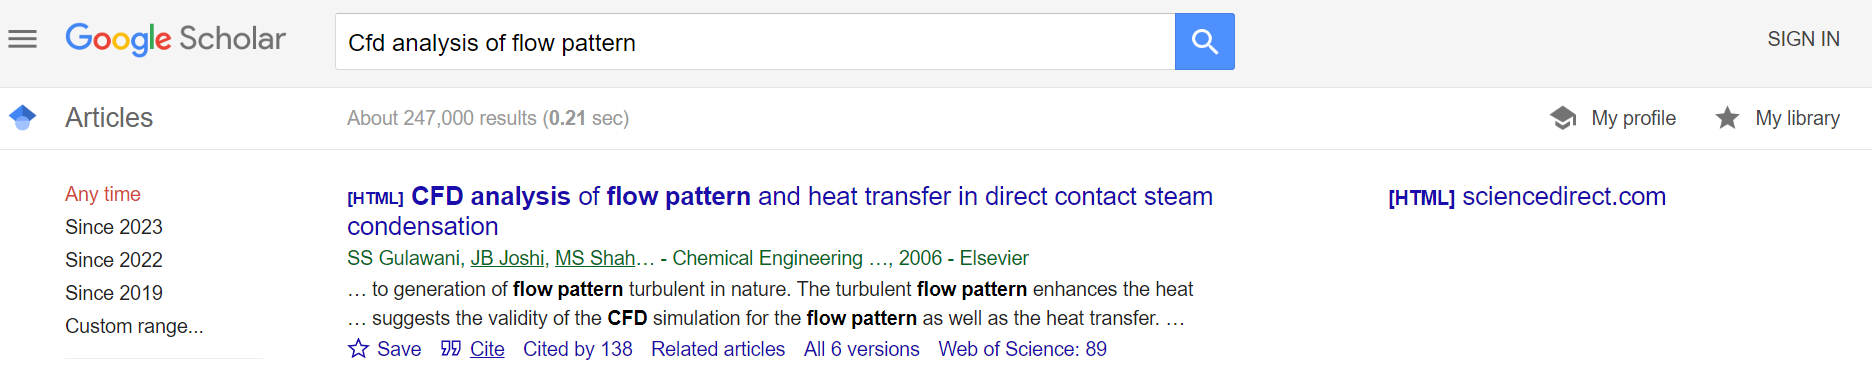 Google Scholar
Cfd analysis of flow pattern
SIGN IN
Articles
About 247,000 results (0.21 sec)
My profile
My library
Any time
Since 2023
Since 2022
Since 2019
Custom range...
[HTML] CFD analysis of flow pattern and heat transfer in direct contact steam
condensation
SS Gulawani, JB Joshi, MS Shah… - Chemical Engineering …, 2006 - Elsevier
… to generation of flow pattern turbulent in nature. The turbulent flow pattern enhances the heat
… suggests the validity of the CFD simulation for the flow pattern as well as the heat transfer. …
Save Cite Cited by 138 Related articles All 6 versions Web of Science: 89
[HTML] sciencedirect.com